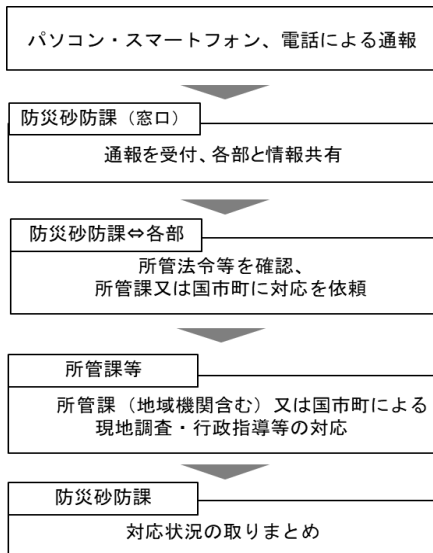 パソコン・スマートフォン、電話による通報
防災砂防課（窓口）
通報を受付、各部と情報共有
防災砂防課⇔各部
所管法令等を確認、
所管課又は国市町に対応を依頼
所管課等
所管課（地域機関含む）又は国市町による
現地調査・行政指導等の対応
防災砂防課
対応状況の取りまとめ